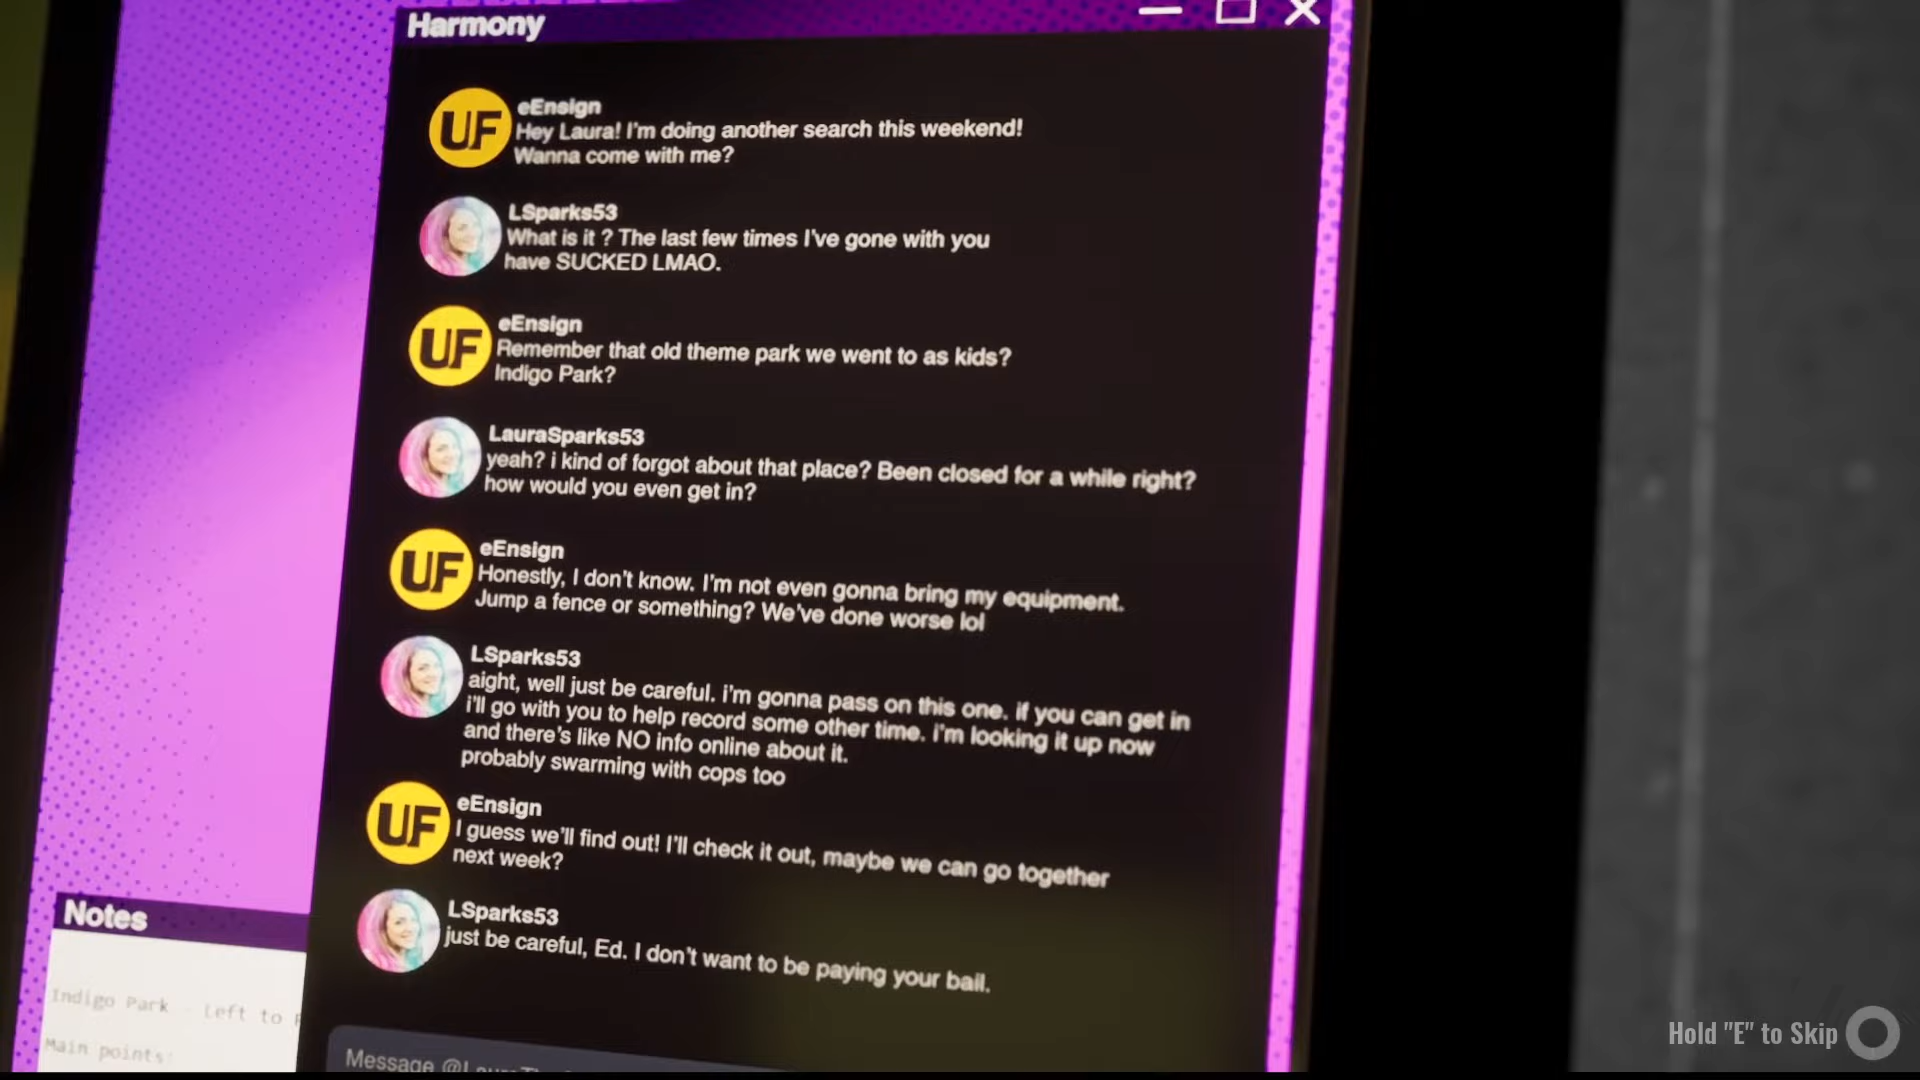 Harmony
UF
eEnsign
Hey Laura! I'm doing another search this weekend!
Wanna come with me?
LSparks53
What is it ? The last few times I've gone with you
have SUCKED LMAO.
UF
eEnsign
Remember that old theme park we went to as kids?
Indigo Park?
LauraSparks53
yeah? i kind of forgot about that place? Been closed for a while right?
how would you even get in?
UF
eEnsign
Honestly, I don't know. I'm not even gonna bring my equipment.
Jump a fence or something? We've done worse lol
LSparks53
aight, well just be careful. i'm gonna pass on this one. if you can get in
i'll go with you to help record some other time. i'm looking it up now
and there's like NO info online about it.
probably swarming with cops too
UF
eEnsign
I guess we'll find out! I'll check it out, maybe we can go together
next week?
LSparks53
just be careful, Ed. I don't want to be paying your bail.
Notes
Indigo Park - Left to
Main points:
Message
Hold "E" to Skip